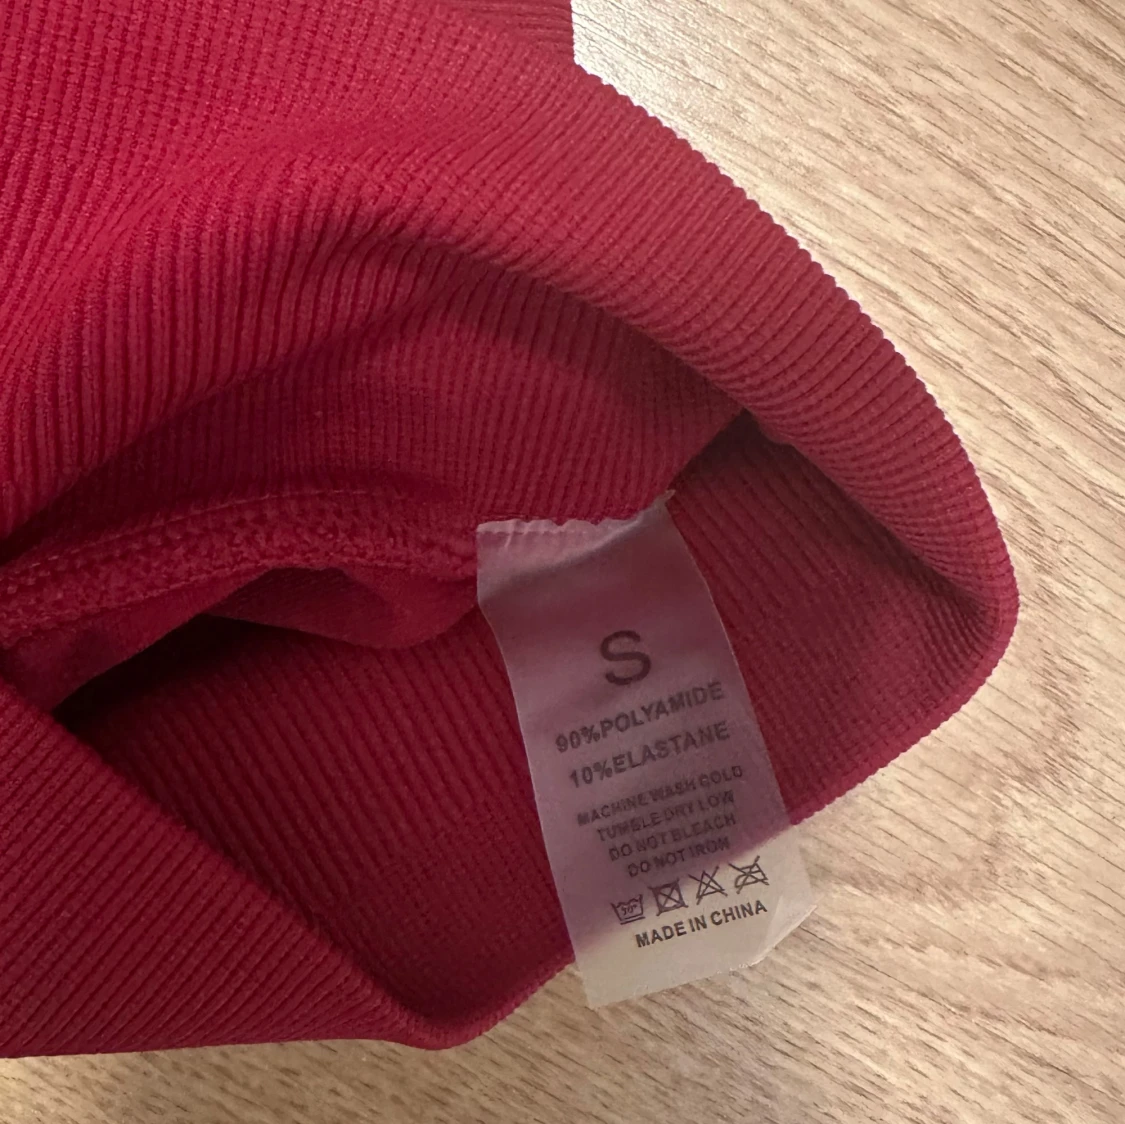 S
90%POLYAMIDE
10%ELASTANE
MACHINE WASH COLD
TUMBLE DRY LOW
DO NOT BLEACH
DO NOT IRON
30°
MADE IN CHINA